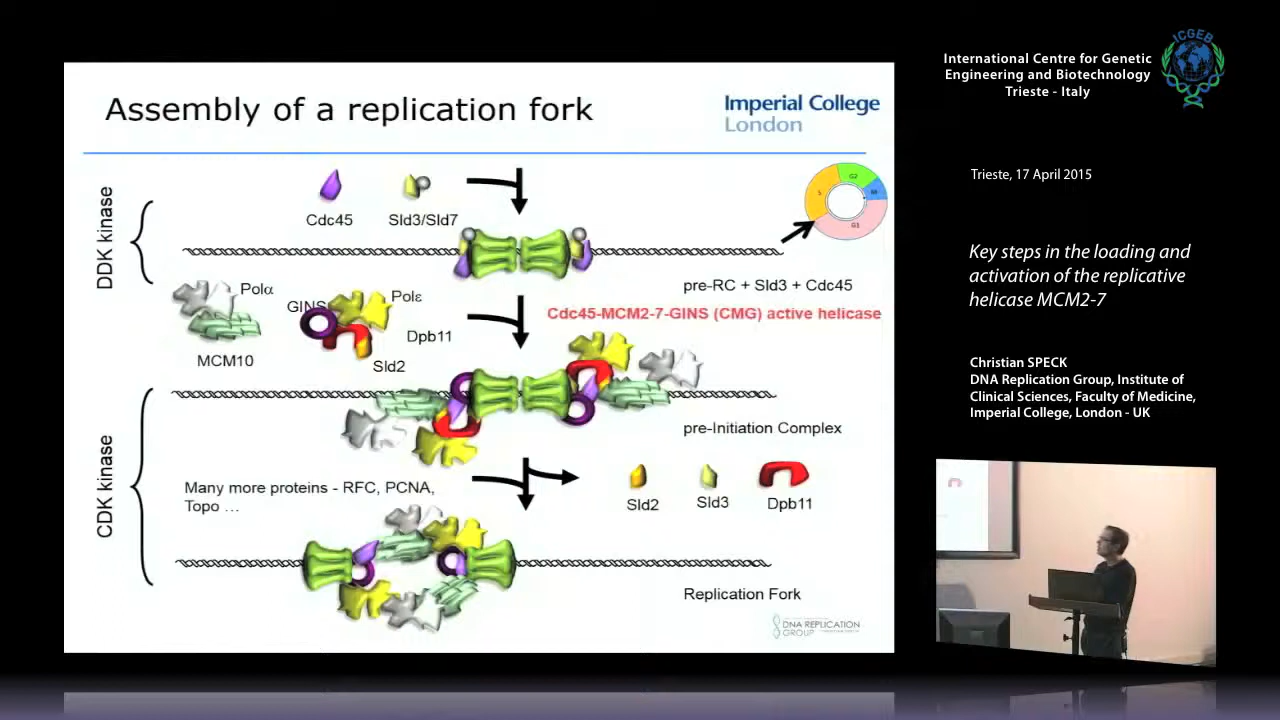 Assembly of a replication fork
Imperial College
London
DDK kinase
Cdc45
Sld3/Sld7
G2
M
G1
S
pre-RC + Sld3 + Cdc45
Polα
GINS
Polε
Dpb11
Sld2
MCM10
Cdc45-MCM2-7-GINS (CMG) active helicase
pre-Initiation Complex
CDK kinase
Many more proteins - RFC, PCNA,
Topo ...
Sld2
Sld3
Dpb11
Replication Fork
DNA REPLICATION
GROUP
International Centre for Genetic
Engineering and Biotechnology
Trieste - Italy
ICGEB
Trieste, 17 April 2015
Key steps in the loading and
activation of the replicative
helicase MCM2-7
Christian SPECK
DNA Replication Group, Institute of
Clinical Sciences, Faculty of Medicine,
Imperial College, London - UK